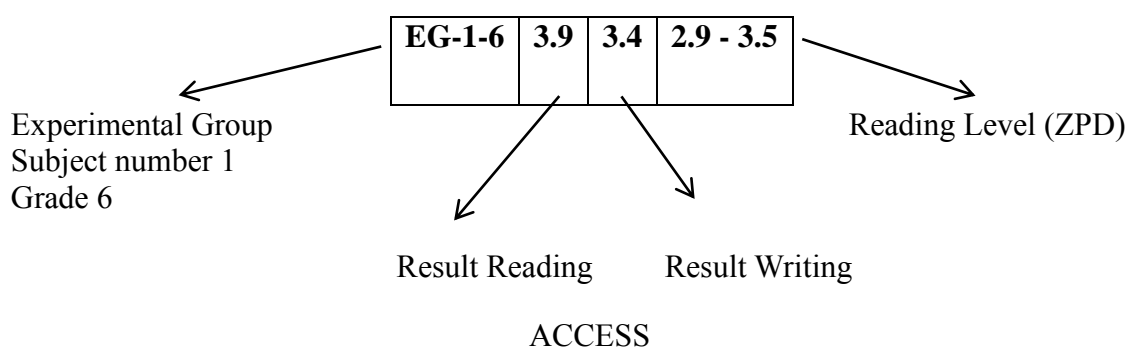 EG-1-6 3.9 3.4 2.9 - 3.5
Experimental Group
Subject number 1
Grade 6
Reading Level (ZPD)
Result Reading
Result Writing
ACCESS